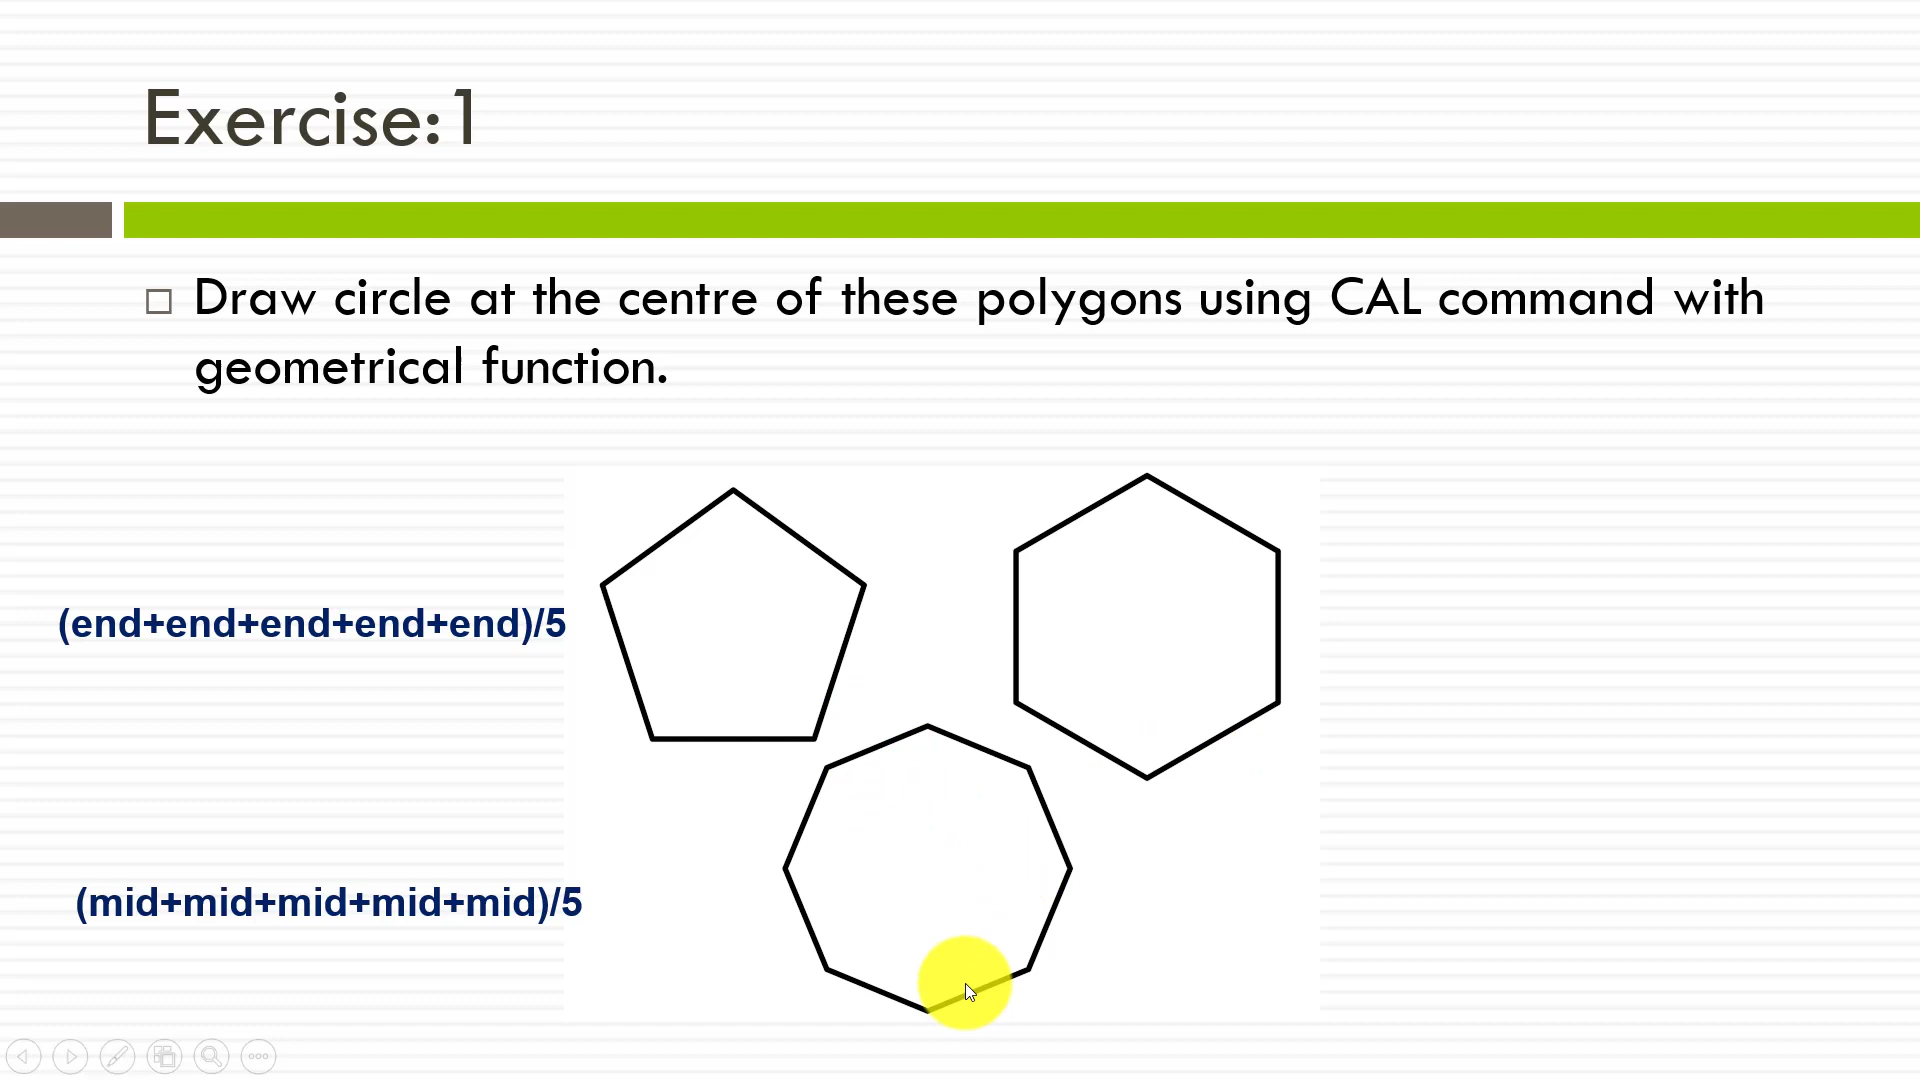 Exercise:1
Draw circle at the centre of these polygons using CAL command with
geometrical function.
(end+end+end+end+end)/5
(mid+mid+mid+mid+mid)/5